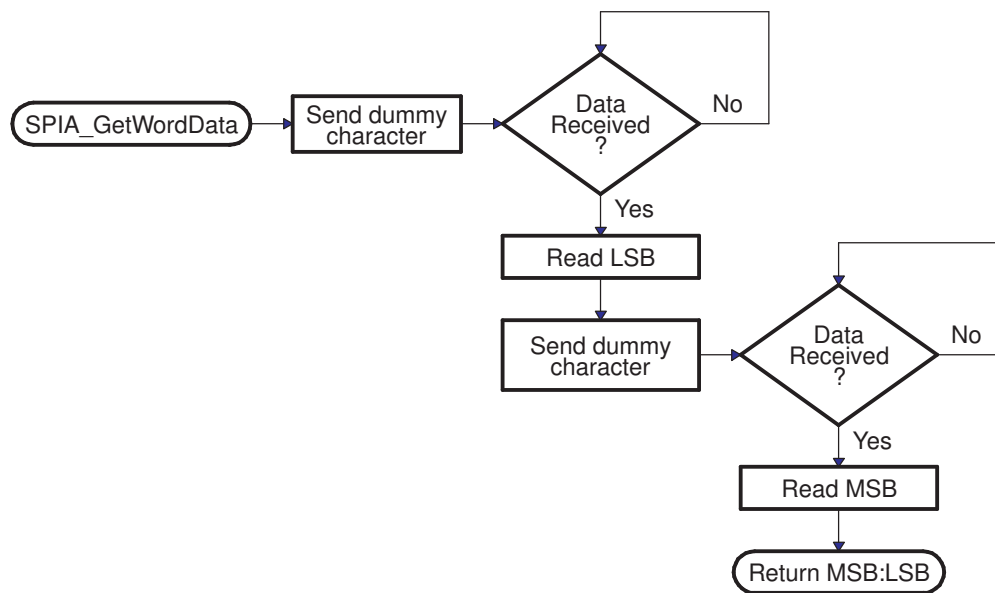 SPIA_GetWordData
Send dummy
character
Data
Received
?
No
Yes
Read LSB
Send dummy
character
Data
Received
?
No
Yes
Read MSB
Return MSB:LSB